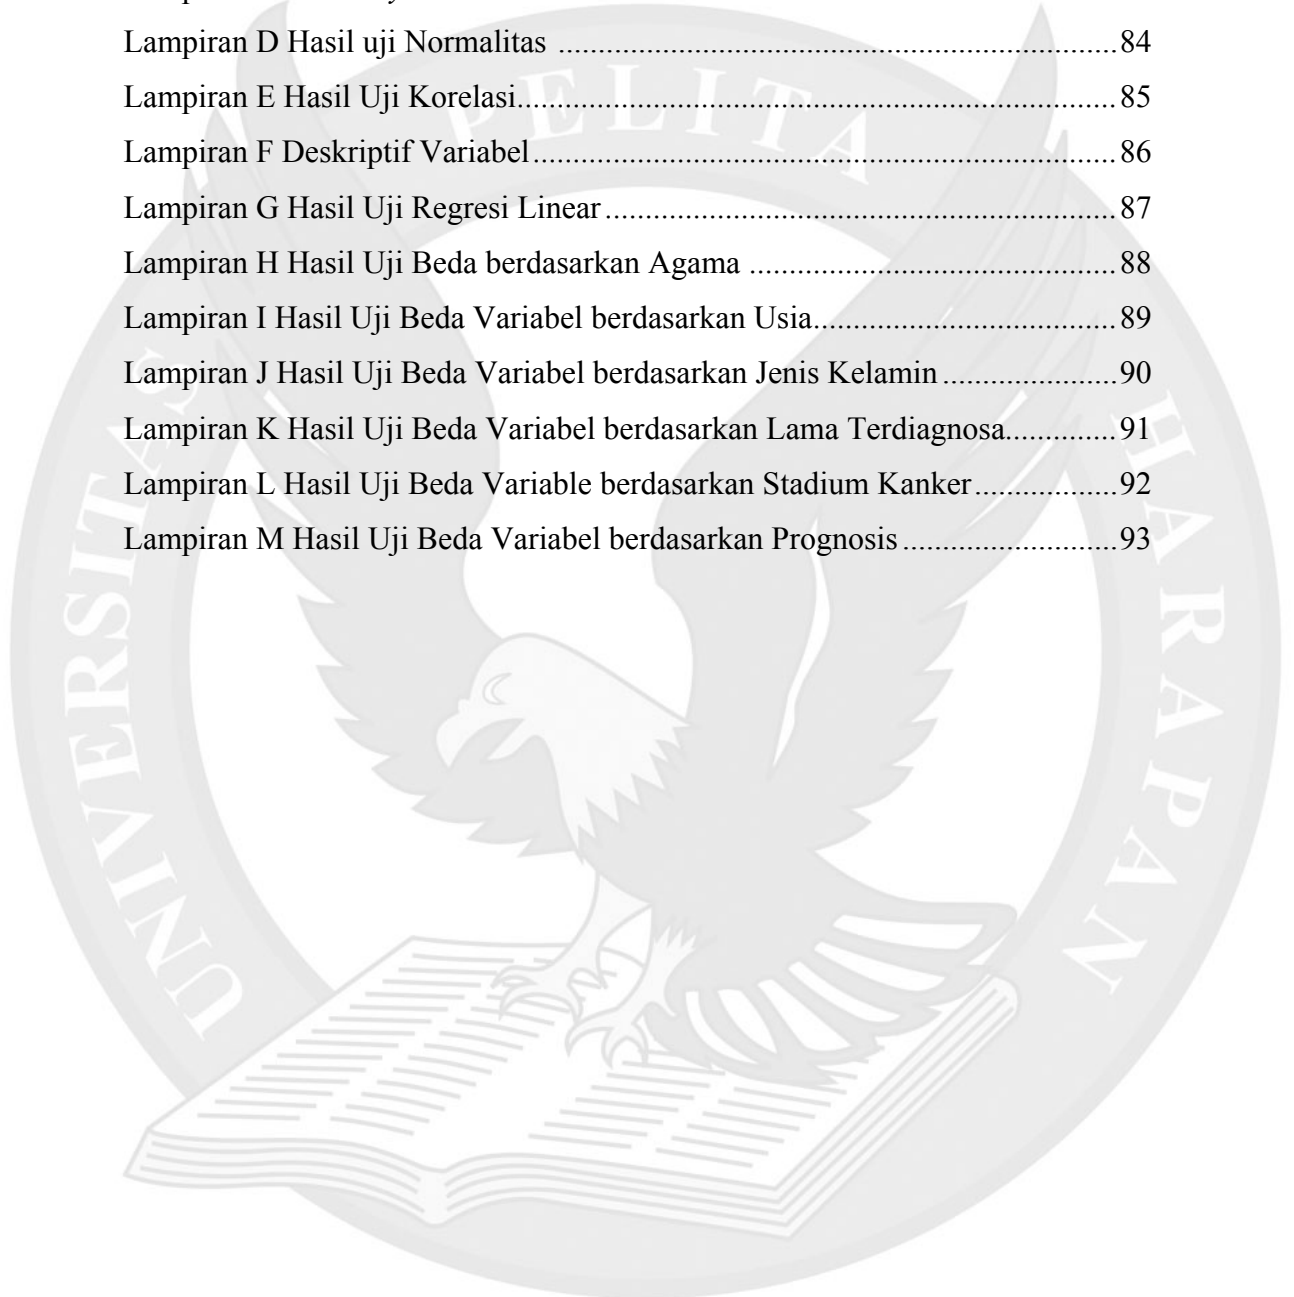 Lampiran D Hasil uji Normalitas ......................................................................84
Lampiran E Hasil Uji Korelasi...........................................................................85
Lampiran F Deskriptif Variabel.........................................................................86
Lampiran G Hasil Uji Regresi Linear................................................................87
Lampiran H Hasil Uji Beda berdasarkan Agama ..............................................88
Lampiran I Hasil Uji Beda Variabel berdasarkan Usia......................................89
Lampiran J Hasil Uji Beda Variabel berdasarkan Jenis Kelamin......................90
Lampiran K Hasil Uji Beda Variabel berdasarkan Lama Terdiagnosa..............91
Lampiran L Hasil Uji Beda Variable berdasarkan Stadium Kanker..................92
Lampiran M Hasil Uji Beda Variabel berdasarkan Prognosis...........................93
UNIVERSITAS PELITA HARAPAN